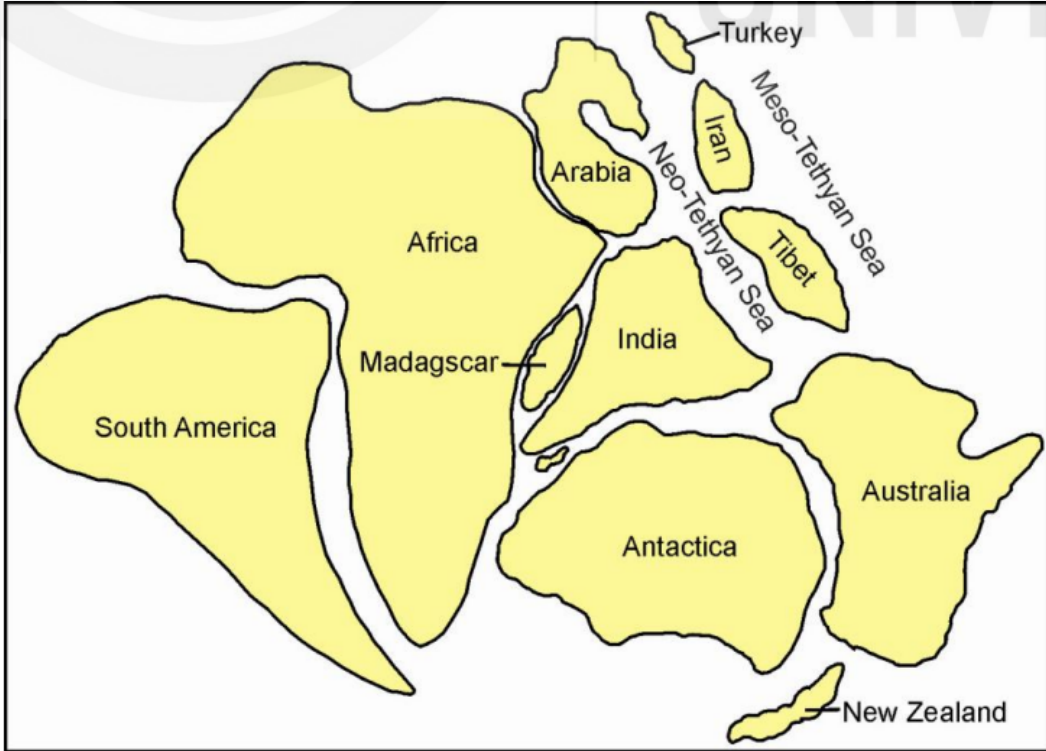 UNIV
Turkey
Meso-Tethyan Sea
Iran
Neo-Tethyan Sea
Arabia
Africa
Tibet
India
Madagscar
South America
Australia
Antactica
New Zealand